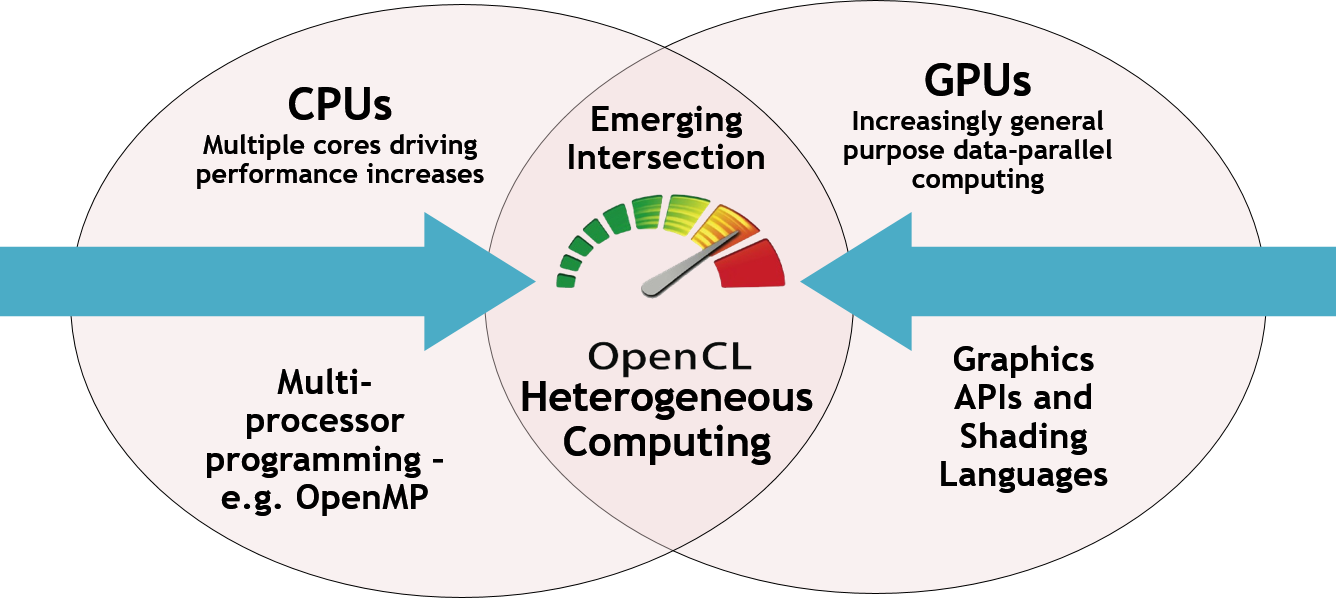 CPUs
Multiple cores driving
performance increases
Multi-
processor
programming –
e.g. OpenMP
Emerging
Intersection
OpenCL
Heterogeneous
Computing
GPUs
Increasingly general
purpose data-parallel
computing
Graphics
APIs and
Shading
Languages